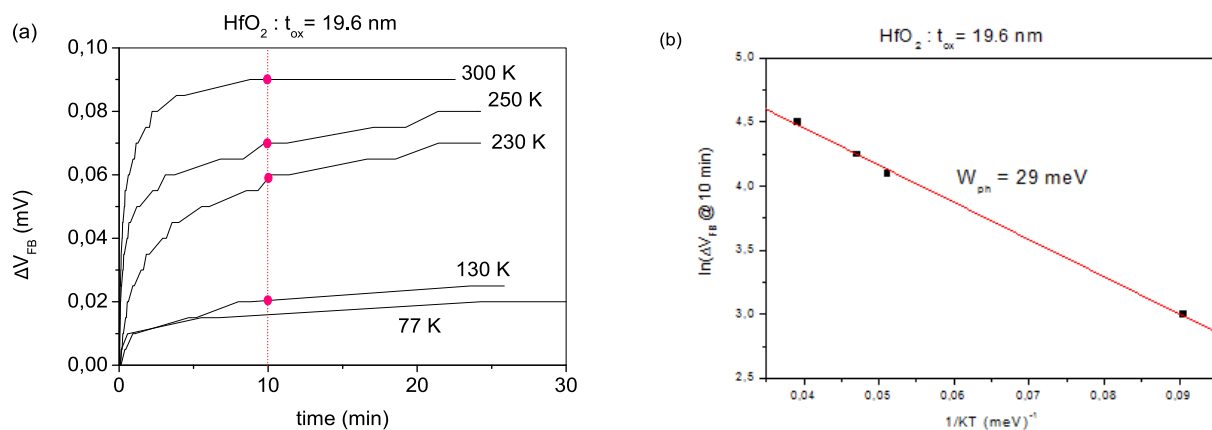 (a)
HfO2 : tox= 19.6 nm
0,10
0,08
0,06
0,04
0,02
0,00
ΔVFB (mV)
300 K
250 K
230 K
130 K
77 K
0
10
20
30
time (min)
(b)
HfO2 : tox= 19.6 nm
5,0
4,5
4,0
3,5
3,0
2,5
ln(ΔVFB @ 10 min)
Wph = 29 meV
0,04
0,05
0,06
0,07
0,08
0,09
1/KT (meV)-1